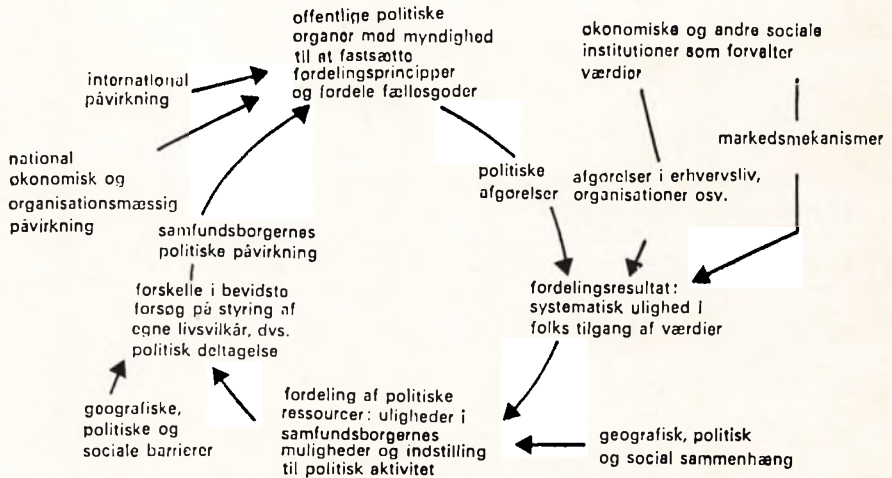 offentlige politiske
organer med myndighed
til at fastsætte
fordelingsprincipper
og fordele fællesgoder
økonomiske og andre sociale
institutioner som forvalter
værdier
international
påvirkning
markedsmekanismer
national
økonomisk og
organisationsmæssig
påvirkning
politiske
afgørelser
afgørelser i erhvervsliv,
organisationer osv.
samfundsborgernes
politiske påvirkning
forskelle i bevidste
forsøg på styring af
egne livsvilkår, dvs.
politisk deltagelse
fordelingsresultat:
systematisk ulighed i
folks tilgang af værdier
geografiske,
politiske og
sociale barrierer
fordeling af politiske
ressourcer: uligheder i
samfundsborgernes
muligheder og indstilling
til politisk aktivitet
geografisk, politisk
og social sammenhæng